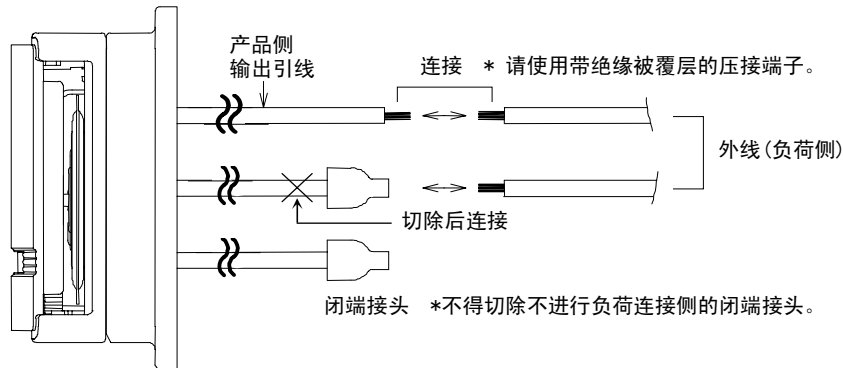 产品侧
输出引线
连接 * 请使用带绝缘被覆层的压接端子。
外线(负荷侧)
切除后连接
闭端接头 *不得切除不进行负荷连接侧的闭端接头。